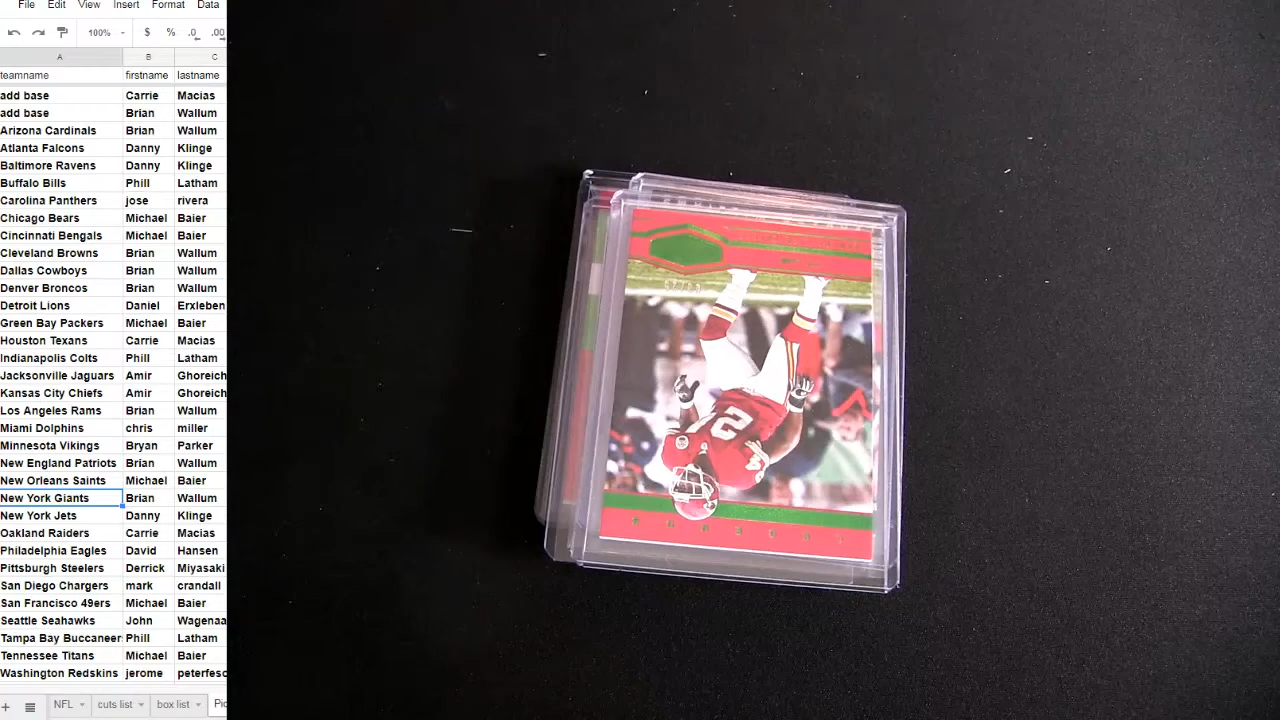 File Edit View Insert Format Data
100% $ % .0 .00
A B C
teamname firstname lastname
add base Carrie Macias
add base Brian Wallum
Arizona Cardinals Brian Wallum
Atlanta Falcons Danny Klinge
Baltimore Ravens Danny Klinge
Buffalo Bills Phill Latham
Carolina Panthers jose rivera
Chicago Bears Michael Baier
Cincinnati Bengals Michael Baier
Cleveland Browns Brian Wallum
Dallas Cowboys Brian Wallum
Denver Broncos Brian Wallum
Detroit Lions Daniel Erxleben
Green Bay Packers Michael Baier
Houston Texans Carrie Macias
Indianapolis Colts Phill Latham
Jacksonville Jaguars Amir Ghoreich
Kansas City Chiefs Amir Ghoreich
Los Angeles Rams Brian Wallum
Miami Dolphins chris miller
Minnesota Vikings Bryan Parker
New England Patriots Brian Wallum
New Orleans Saints Michael Baier
New York Giants Brian Wallum
New York Jets Danny Klinge
Oakland Raiders Carrie Macias
Philadelphia Eagles David Hansen
Pittsburgh Steelers Derrick Miyasaki
San Diego Chargers mark crandall
San Francisco 49ers Michael Baier
Seattle Seahawks John Wagenaa
Tampa Bay Buccaneer Phill Latham
Tennessee Titans Michael Baier
Washington Redskins jerome peterfeso
+ NFL cuts list box list Pic